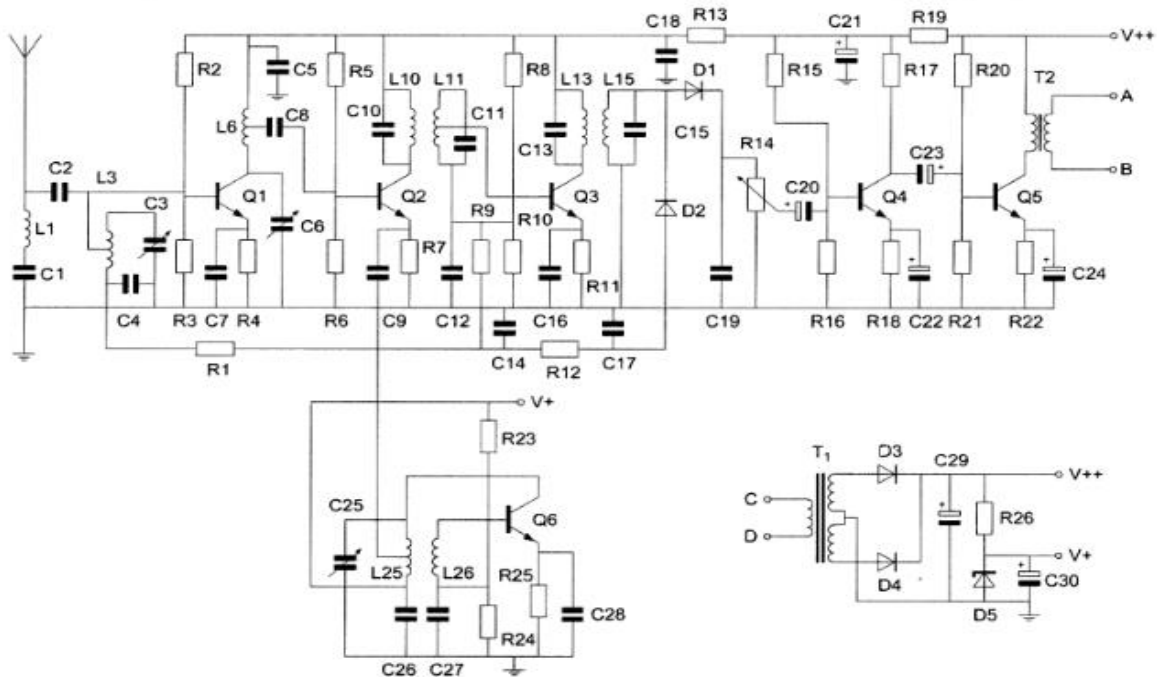 C18 R13 C21 R19
V++
R2 C5 R5 L10 L11 R8 L13 L15 D1 R15 R17 R20 T2
A
C8 C10 C11 C13 C15
L6
R14 C23
B
C2 L3 C3 Q1 C6 Q2 R9 R10 Q3 D2 C20 Q4 Q5
L1 R7
C1 R11 C24
C4 R3 C7 R4 R6 C9 C12 C16 C19 R16 R18 C22 R21 R22
R1 C14 R12 C17
V+
R23
T1 D3 C29
V++
C25 Q6 C
R26
D
V+
L25 L26 R25 D4
C30
R24 C28 D5
C26 C27
+
+
+
+
+
+
+